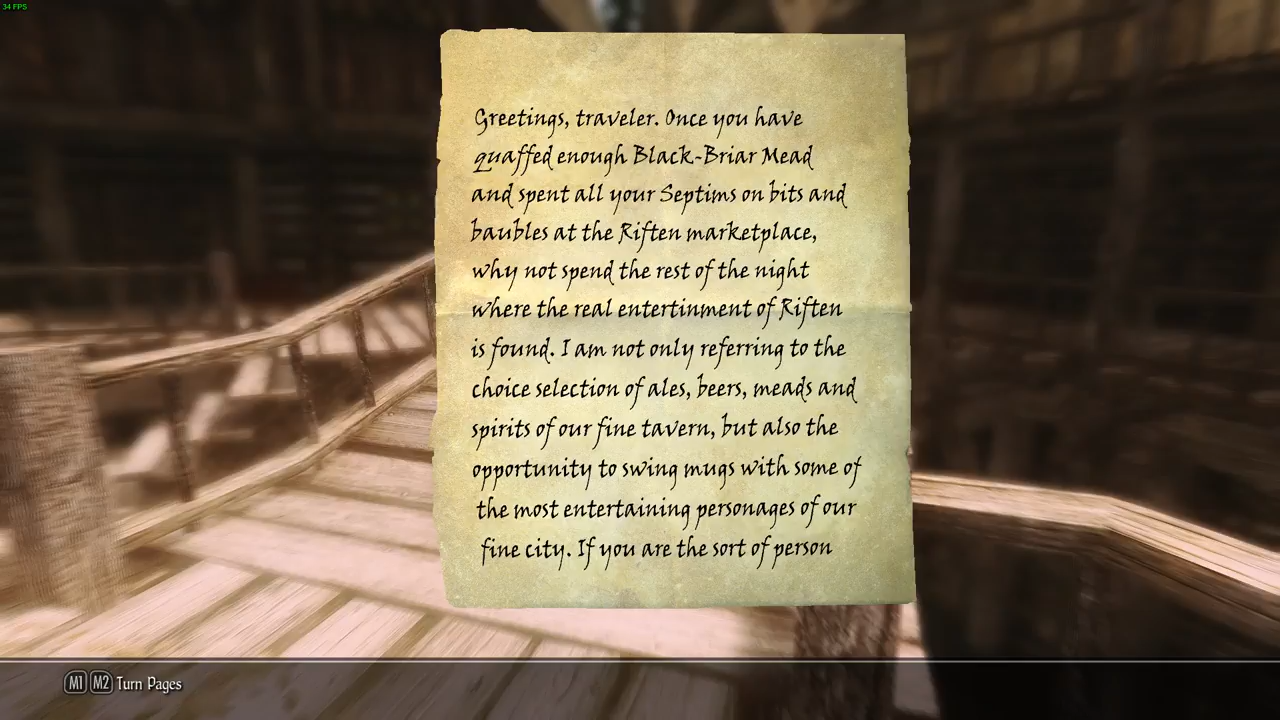 34 FPS
Greetings, traveler. Once you have
quaffed enough Black-Briar Mead
and spent all your Septims on bits and
baubles at the Riften marketplace,
why not spend the rest of the night
where the real entertinment of Riften
is found. I am not only referring to the
choice selection of ales, beers, meads and
spirits of our fine tavern, but also the
opportunity to swing mugs with some of
the most entertaining personages of our
fine city. If you are the sort of person
M1 M2 Turn Pages